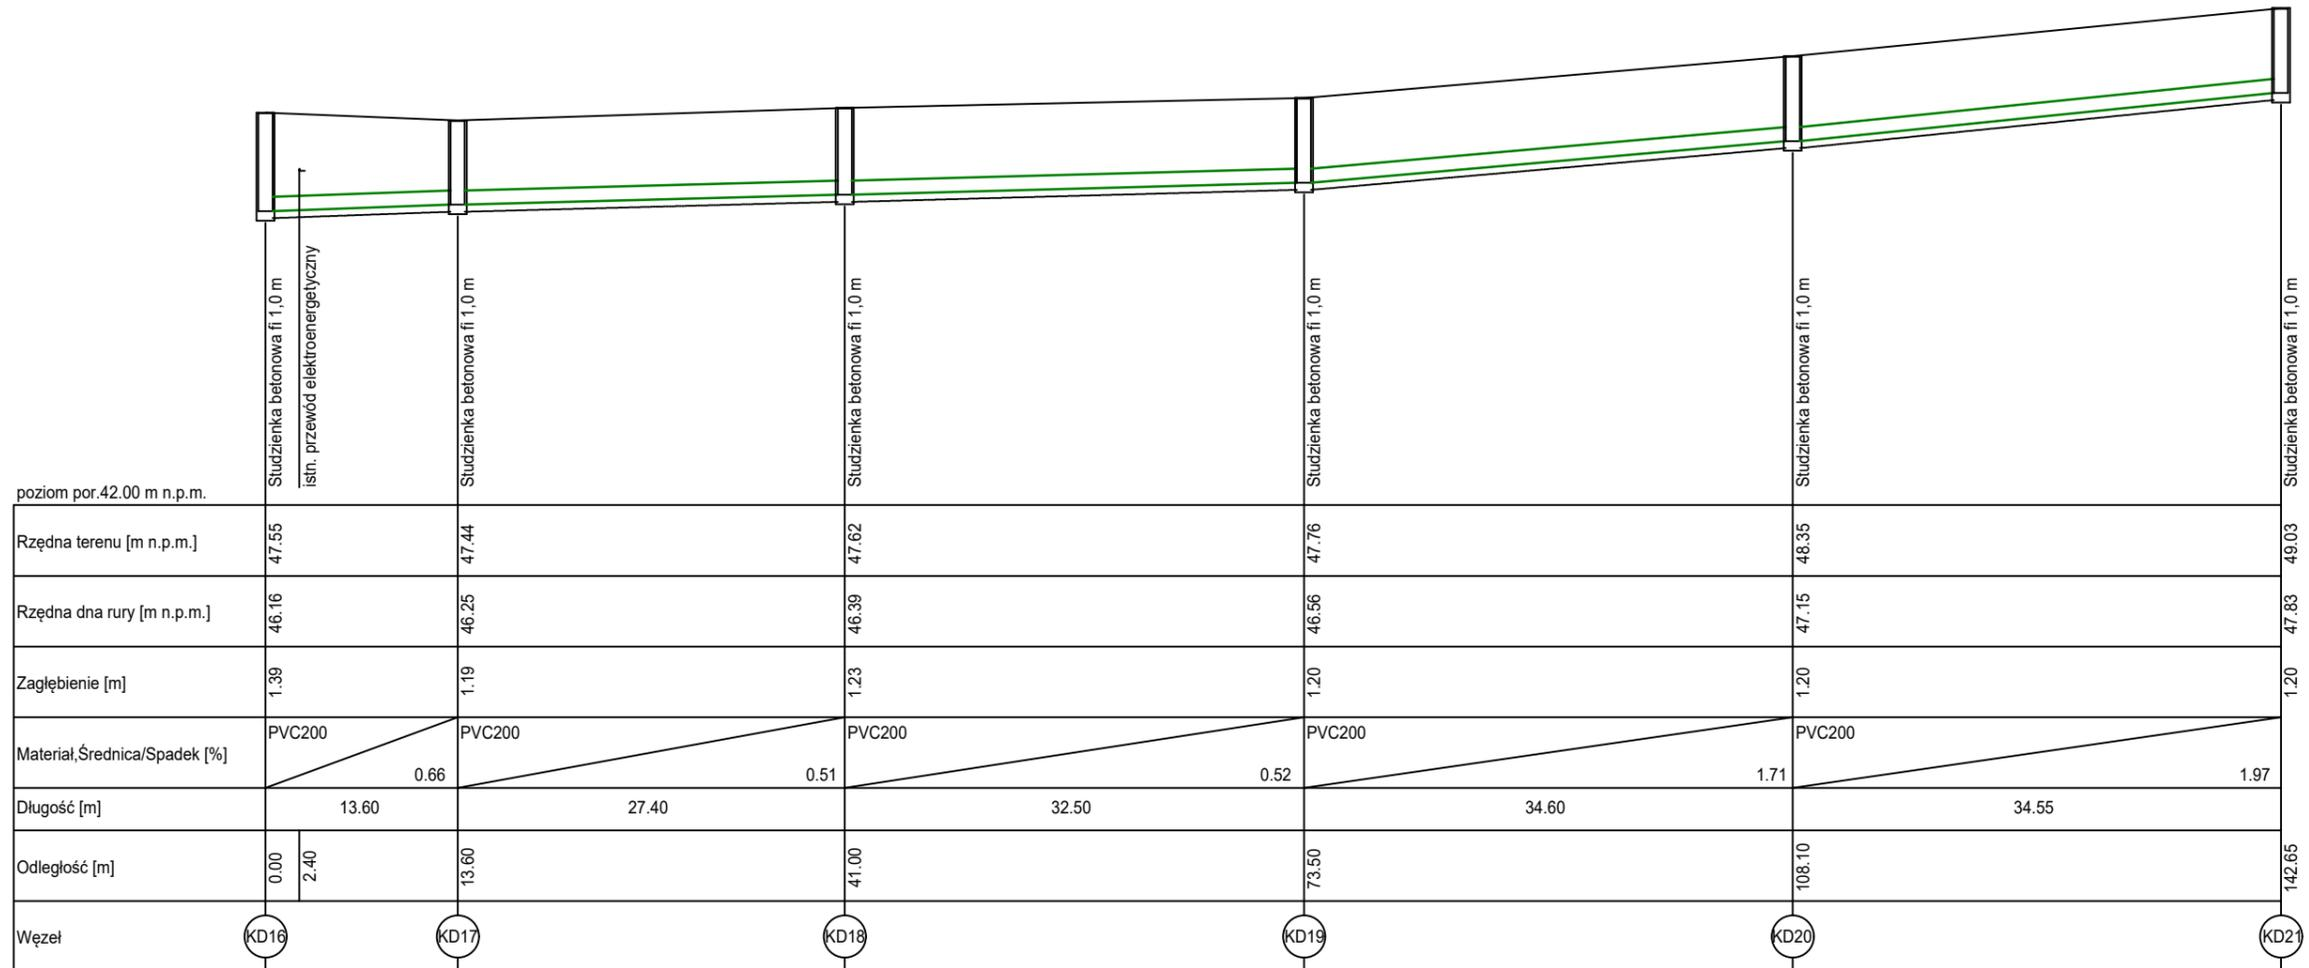 Studzienka betonowa fi 1,0 m
istn. przewód elektroenergetyczny
Studzienka betonowa fi 1,0 m
Studzienka betonowa fi 1,0 m
Studzienka betonowa fi 1,0 m
Studzienka betonowa fi 1,0 m
Studzienka betonowa fi 1,0 m
poziom por.42.00 m n.p.m.
Rzędna terenu [m n.p.m.] 47.55 47.44 47.62 47.76 48.35 49.03
Rzędna dna rury [m n.p.m.] 46.16 46.25 46.39 46.56 47.15 47.83
Zagłębienie [m] 1.39 1.19 1.23 1.20 1.20 1.20
PVC200 PVC200 PVC200 PVC200 PVC200
Materiał,Średnica/Spadek [%]
0.66 0.51 0.52 1.71 1.97
Długość [m] 13.60 27.40 32.50 34.60 34.55
Odległość [m] 0.00 2.40 13.60 41.00 73.50 108.10 142.65
Węzeł KD16 KD17 KD18 KD19 KD20 KD21